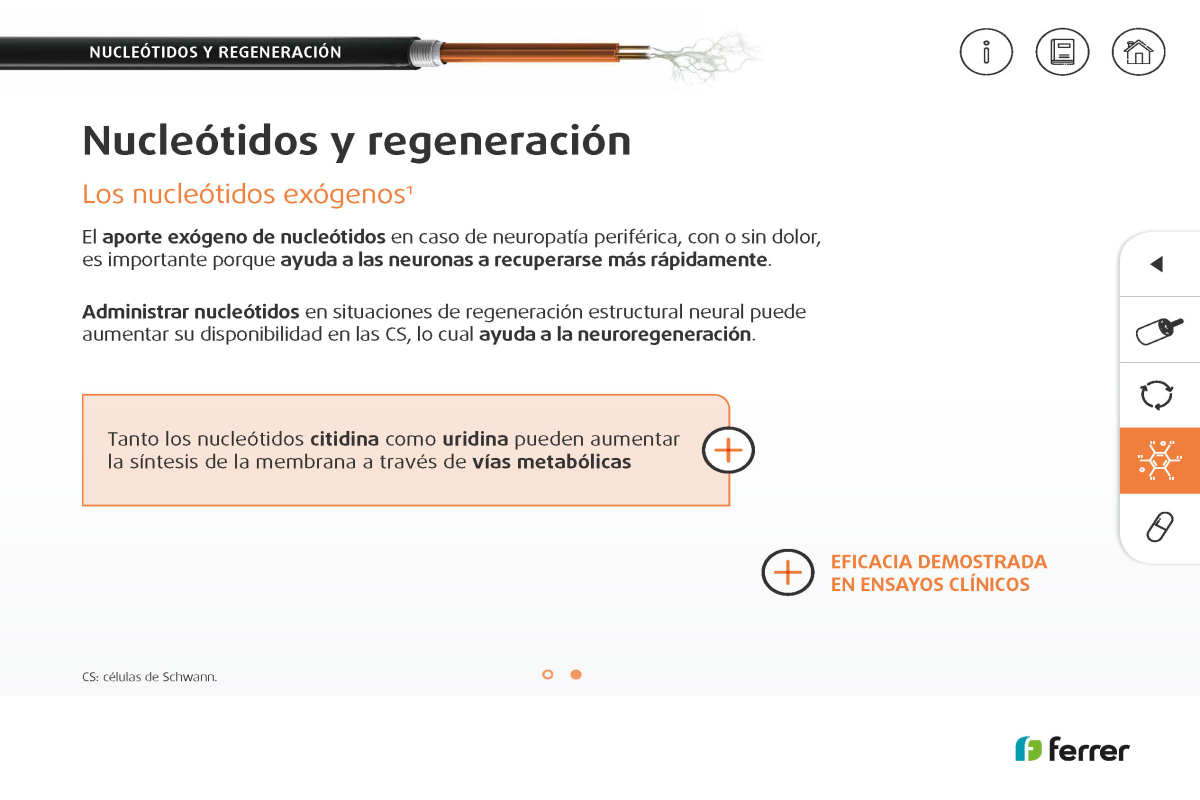 NUCLEÓTIDOS Y REGENERACIÓN
Nucleótidos y regeneración
Los nucleótidos exógenos¹
El aporte exógeno de nucleótidos en caso de neuropatía periférica, con o sin dolor,
es importante porque ayuda a las neuronas a recuperarse más rápidamente.
Administrar nucleótidos en situaciones de regeneración estructural neural puede
aumentar su disponibilidad en las CS, lo cual ayuda a la neuroregeneración.
Tanto los nucleótidos citidina como uridina pueden aumentar
la síntesis de la membrana a través de vías metabólicas
EFICACIA DEMOSTRADA
EN ENSAYOS CLÍNICOS
CS: células de Schwann.
ferrer